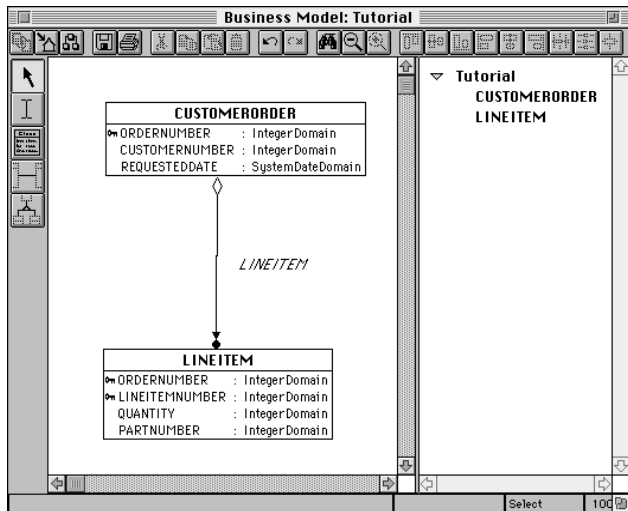 Business Model: Tutorial
CUSTOMERORDER
ORDERNUMBER : IntegerDomain
CUSTOMERNUMBER : IntegerDomain
REQUESTEDDATE : SystemDateDomain
LINEITEM
LINEITEM
ORDERNUMBER : IntegerDomain
LINEITEMNUMBER : IntegerDomain
QUANTITY : IntegerDomain
PARTNUMBER : IntegerDomain
Tutorial
CUSTOMERORDER
LINEITEM
Class
Select
100